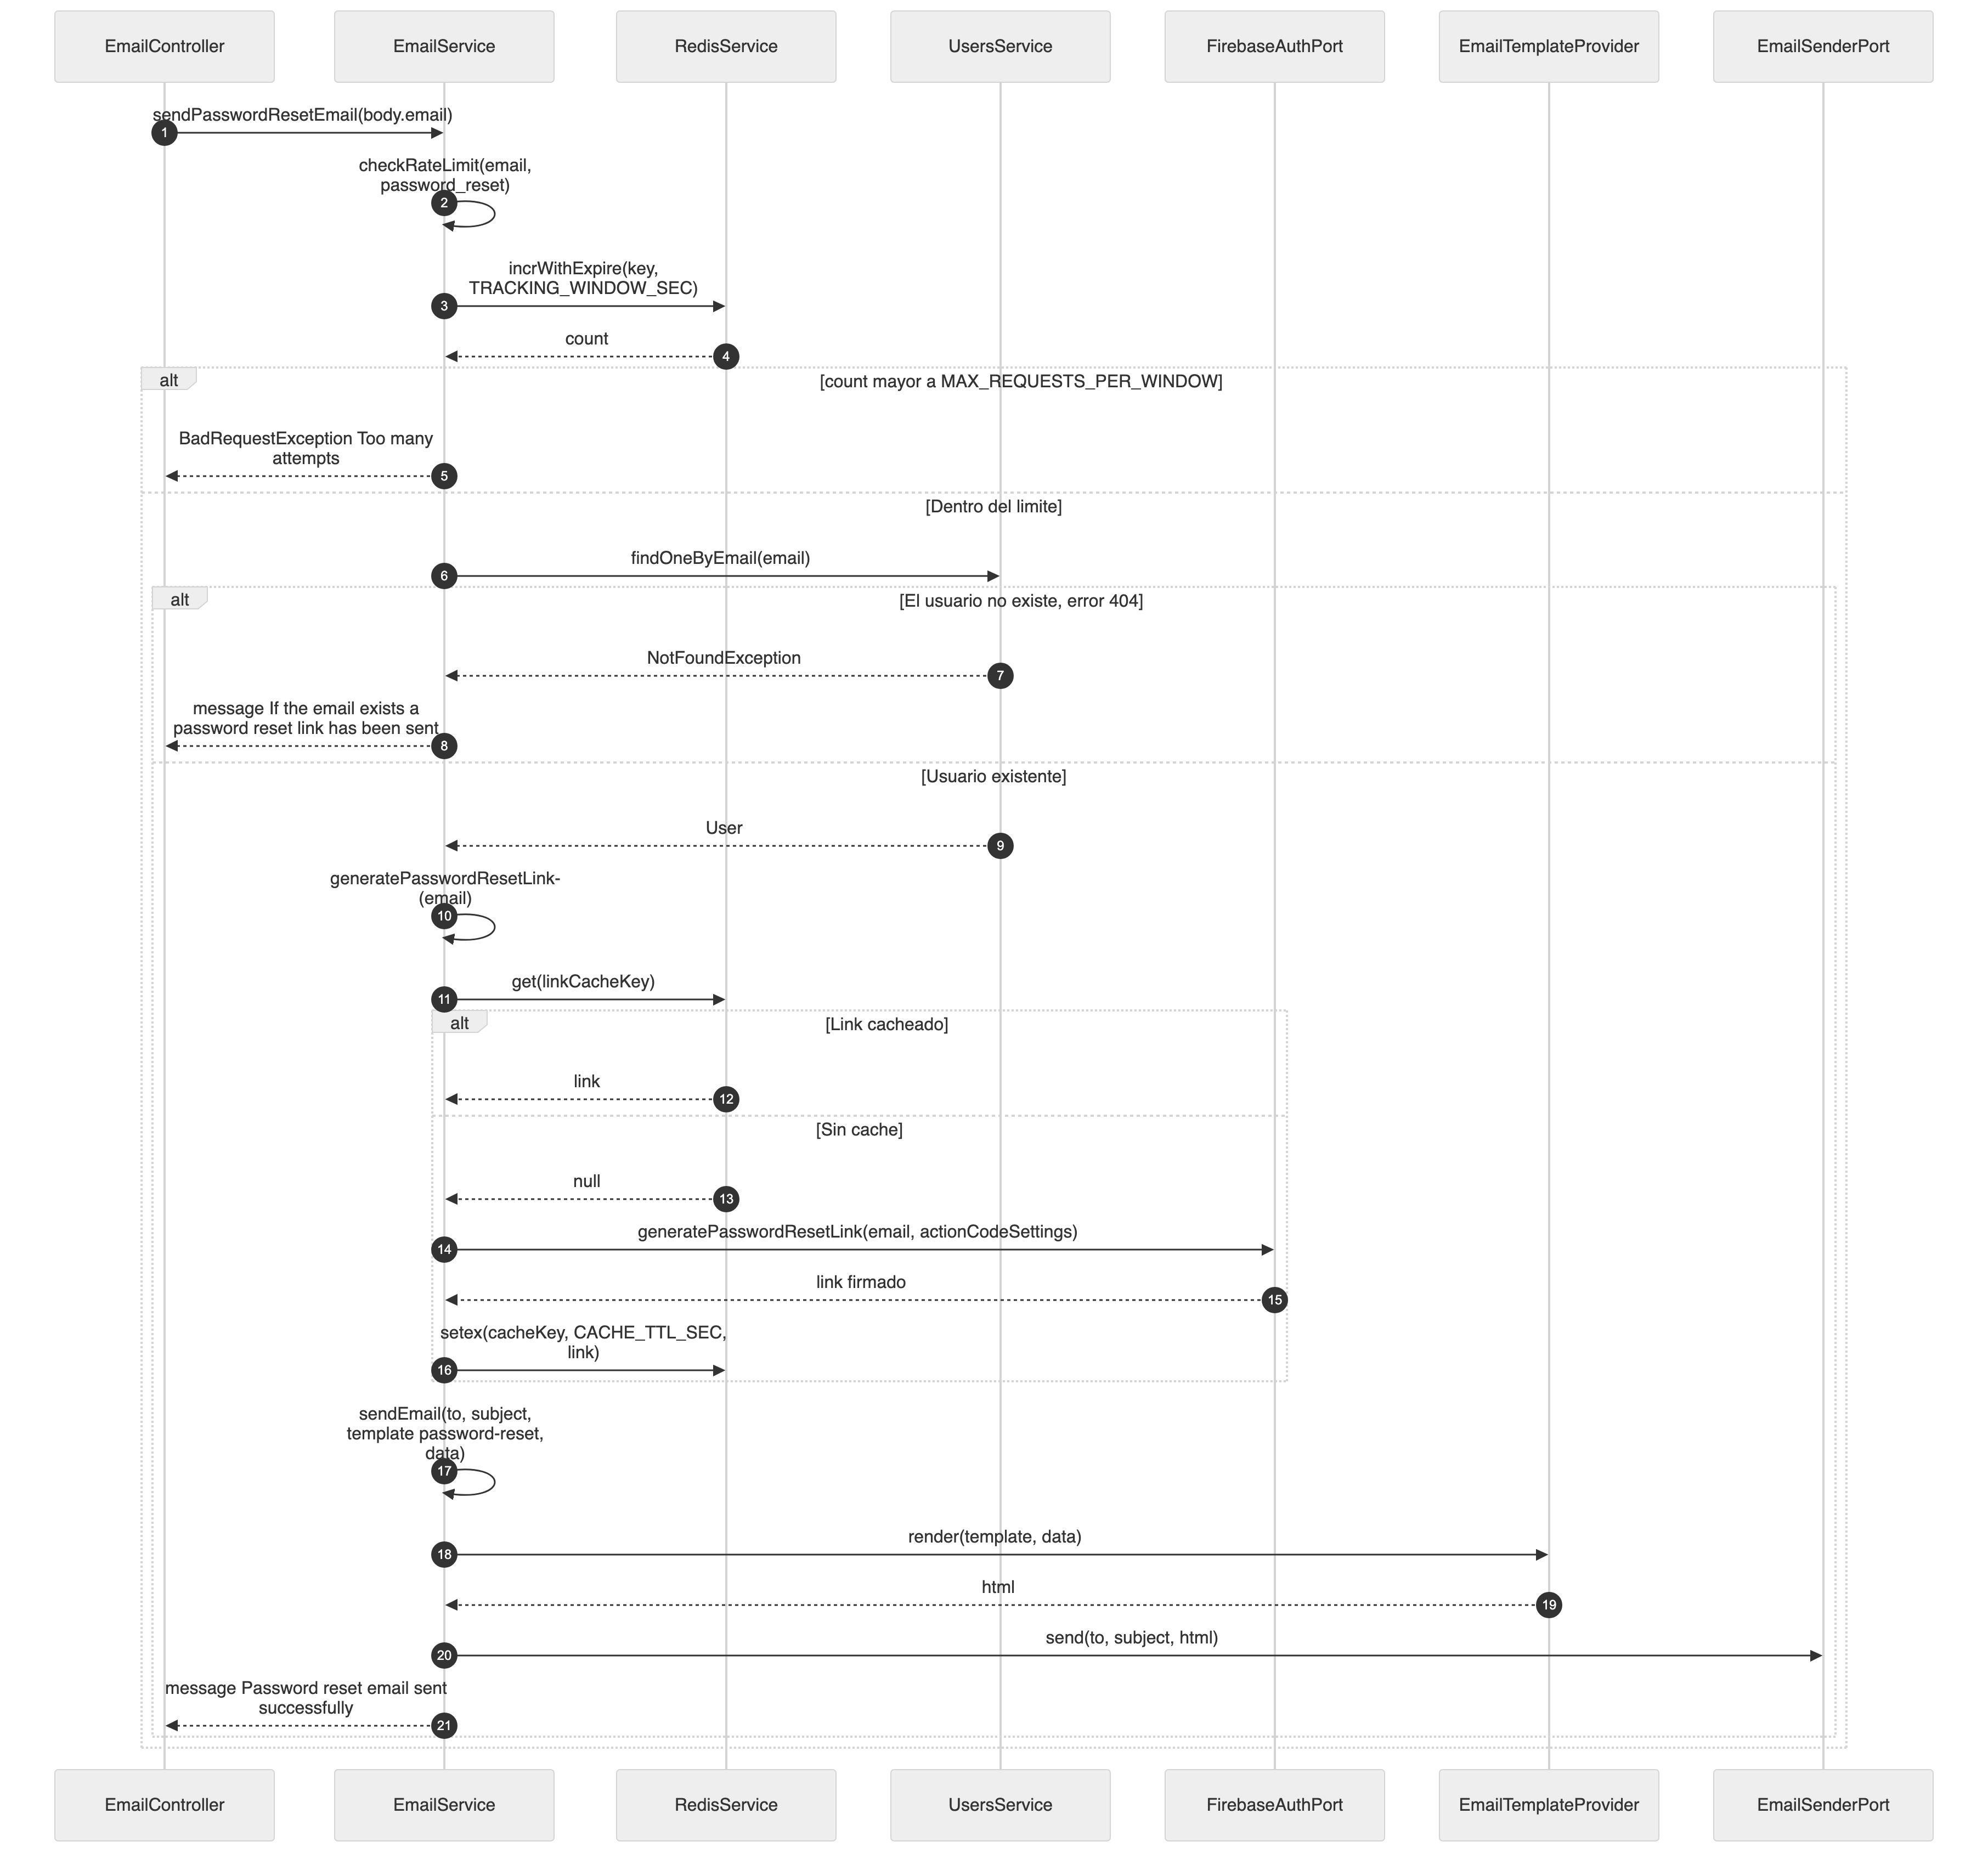 EmailController
EmailService
RedisService
UsersService
FirebaseAuthPort
EmailTemplateProvider
EmailSenderPort
sendPasswordResetEmail(body.email)
1
checkRateLimit(email,
password_reset)
2
incrWithExpire(key,
TRACKING_WINDOW_SEC)
3
count
4
alt
[count mayor a MAX_REQUESTS_PER_WINDOW]
BadRequestException Too many
attempts
5
[Dentro del limite]
findOneByEmail(email)
6
alt
[El usuario no existe, error 404]
NotFoundException
7
message If the email exists a
password reset link has been sent
8
[Usuario existente]
User
9
generatePasswordResetLink-
(email)
10
get(linkCacheKey)
11
alt
[Link cacheado]
link
12
[Sin cache]
null
13
generatePasswordResetLink(email, actionCodeSettings)
14
link firmado
15
setex(cacheKey, CACHE_TTL_SEC,
link)
16
sendEmail(to, subject,
template password-reset,
data)
17
render(template, data)
18
html
19
send(to, subject, html)
20
message Password reset email sent
successfully
21
EmailController
EmailService
RedisService
UsersService
FirebaseAuthPort
EmailTemplateProvider
EmailSenderPort